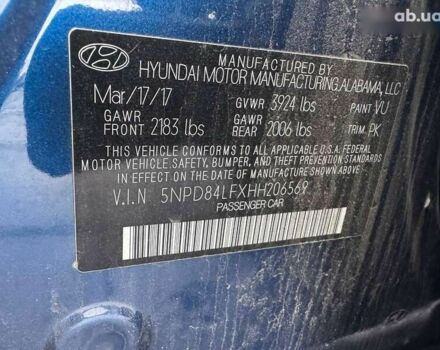 ab.ua
MANUFACTURED BY
HYUNDAI MOTOR MANUFACTURING ALABAMA, LLC
Mar/17/17 GVWR 3924 lbs PAINT VU
GAWR GAWR
FRONT 2183 lbs REAR 2006 lbs TRIM PK
THIS VEHICLE CONFORMS TO ALL APPLICABLE U.S.A FEDERAL
MOTOR VEHICLE SAFETY, BUMPER, AND THEFT PREVENTION STANDARDS
IN EFFECT ON THE DATE OF MANUFACTURE SHOWN ABOVE.
V.I.N 5NPD84LFXHH206569
PASSENGER CAR